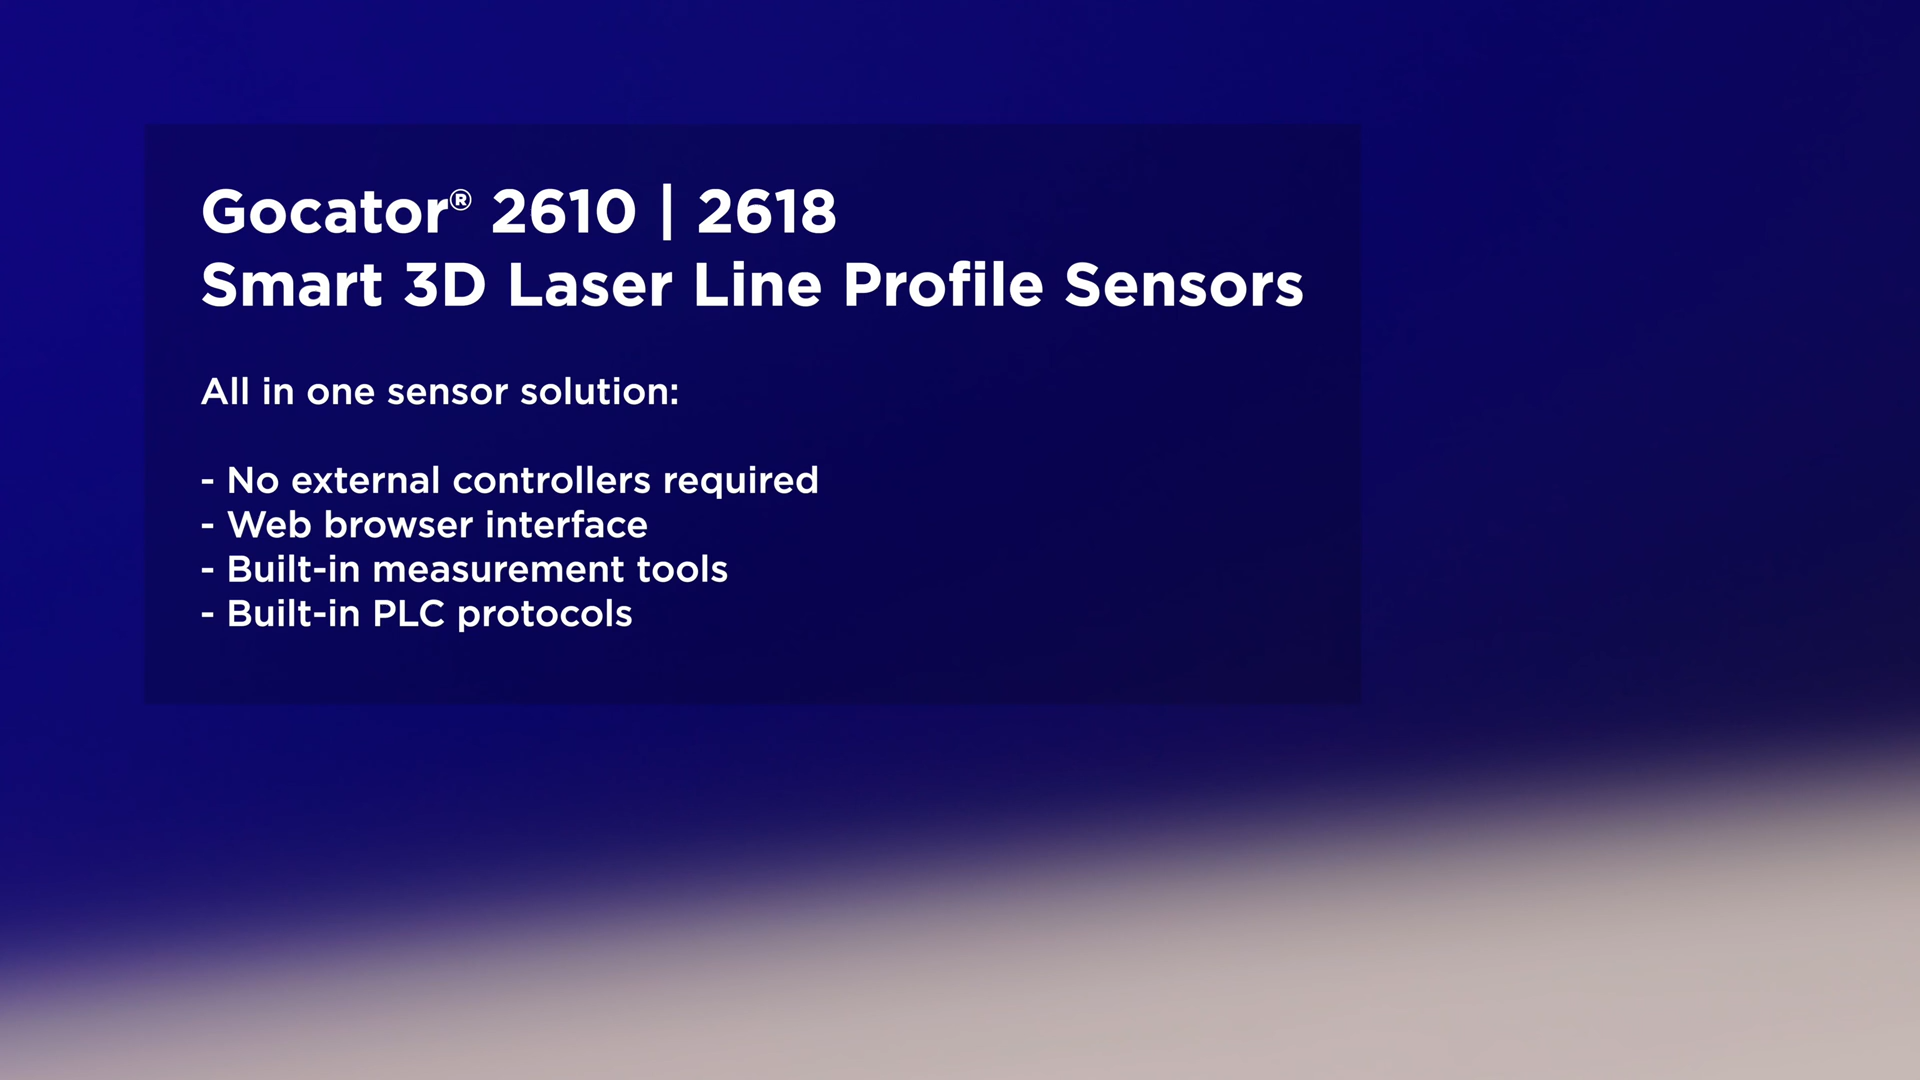 Gocator® 2610 | 2618
Smart 3D Laser Line Profile Sensors
All in one sensor solution:
- No external controllers required
- Web browser interface
- Built-in measurement tools
- Built-in PLC protocols